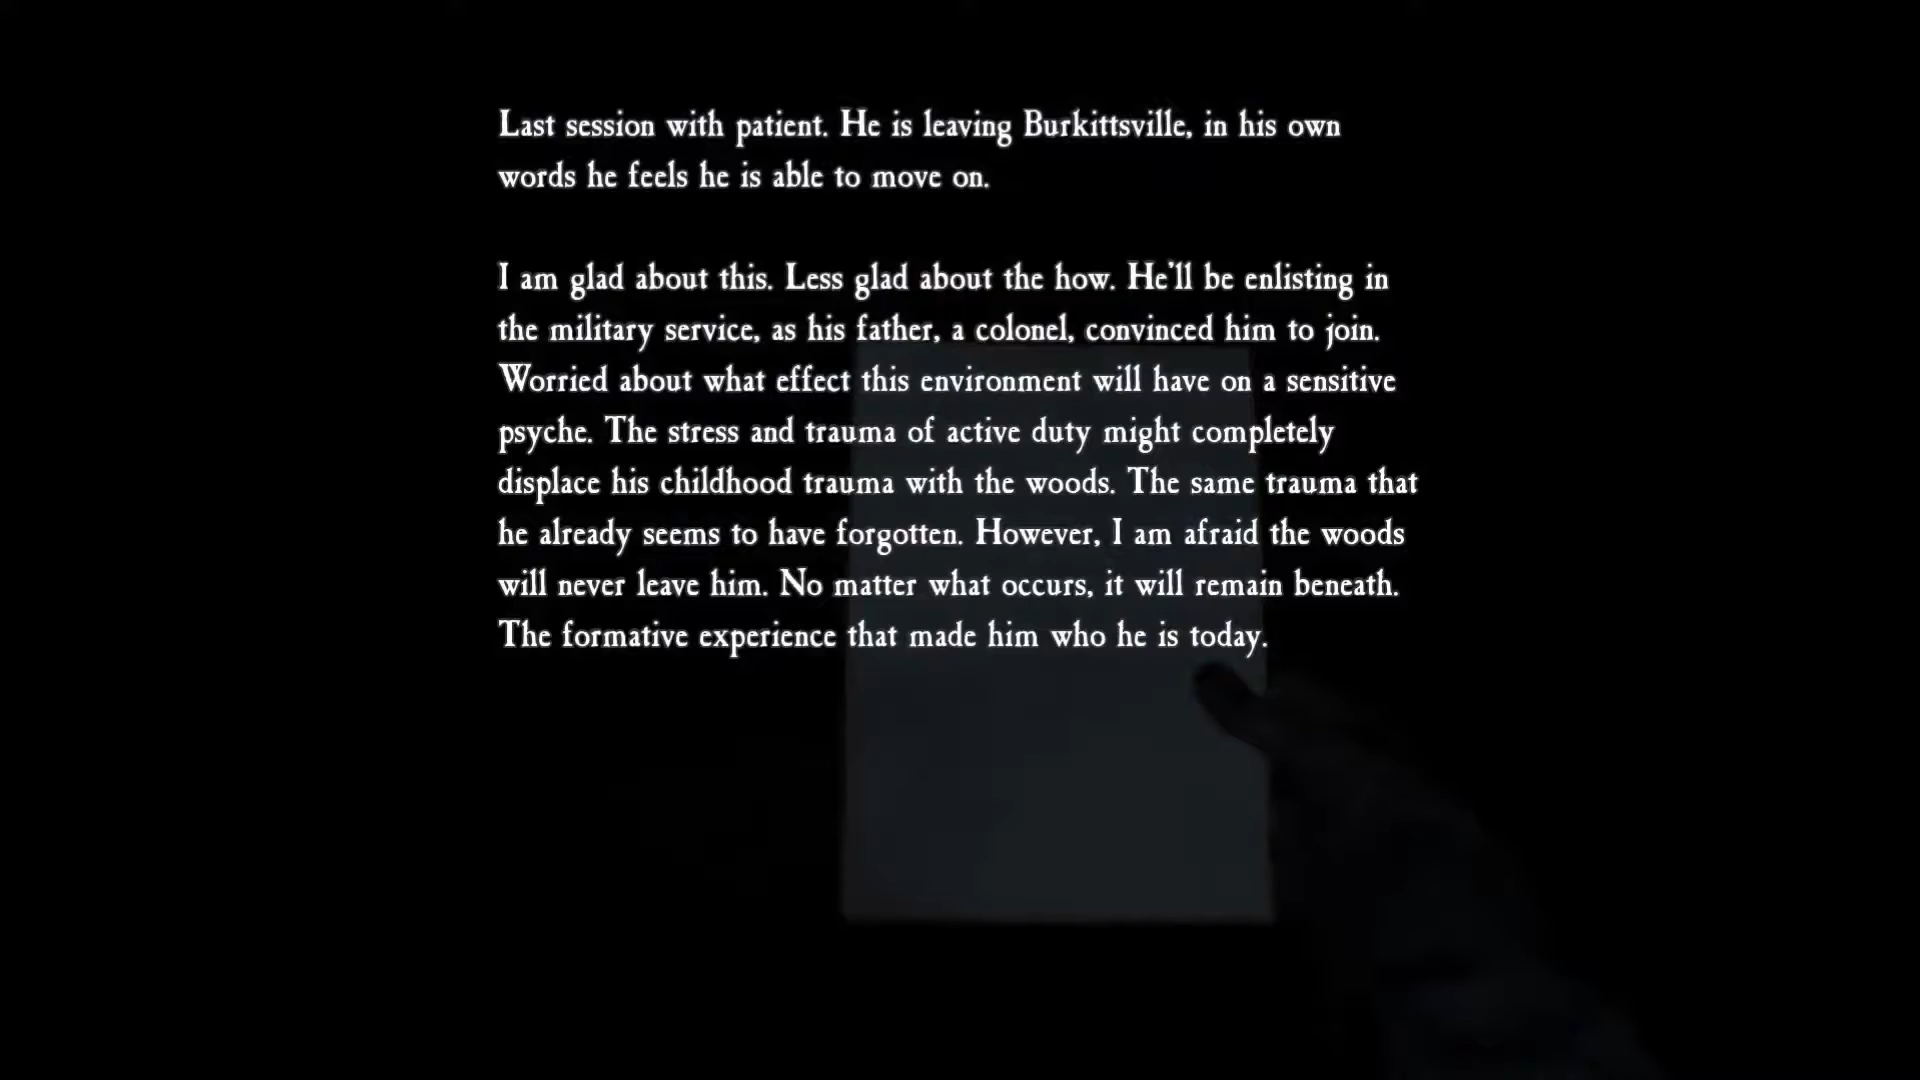 Last session with patient. He is leaving Burkittsville, in his own
words he feels he is able to move on.
I am glad about this. Less glad about the how. He'll be enlisting in
the military service, as his father, a colonel, convinced him to join.
Worried about what effect this environment will have on a sensitive
psyche. The stress and trauma of active duty might completely
displace his childhood trauma with the woods. The same trauma that
he already seems to have forgotten. However, I am afraid the woods
will never leave him. No matter what occurs, it will remain beneath.
The formative experience that made him who he is today.